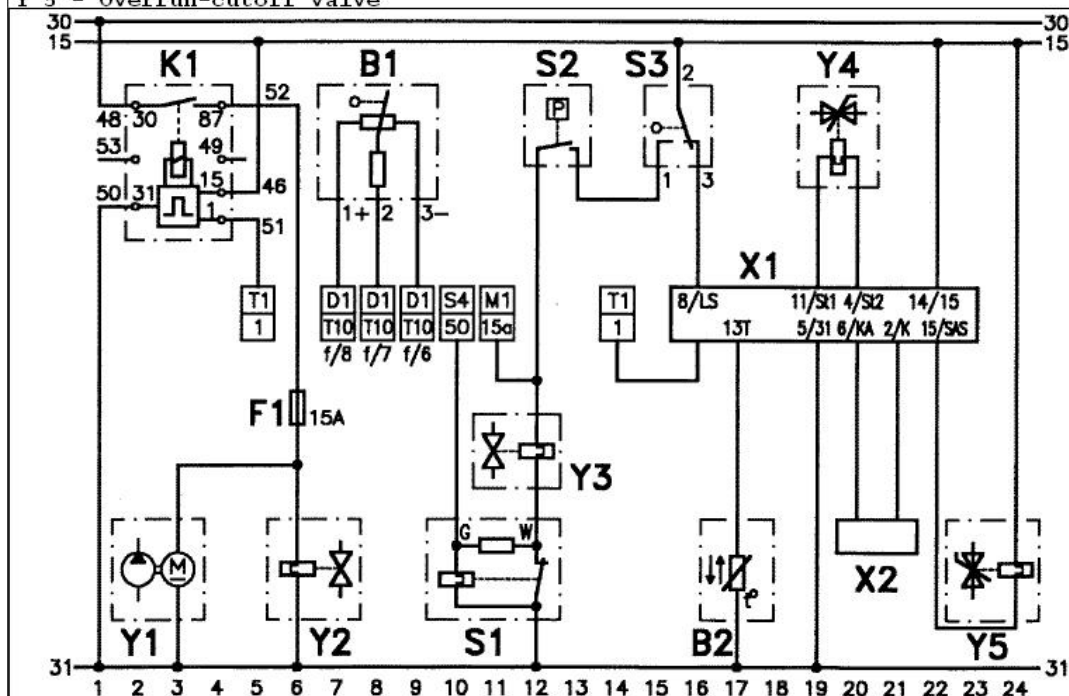 Y 5 - Overrun-cutoff valve
30 30
15 15
K1 B1 S2 S3 Y4
2
52
48 30 87 P
53 49
15 46
50 31 1 51
1+ 2 3-
1 3
X1
T1 D1 D1 D1 S4 M1 T1 8/LS 11/St1 4/St2 14/15
1 T10 T10 T10 50 15a 1 13T 5/31 6/KA 2/K 15/SAS
f/8 f/7 f/6
F1 15A
Y3
G W
M
t°
X2
Y1 Y2 S1 B2 Y5
31 31
1 2 3 4 5 6 7 8 9 10 11 12 13 14 15 16 17 18 19 20 21 22 23 24